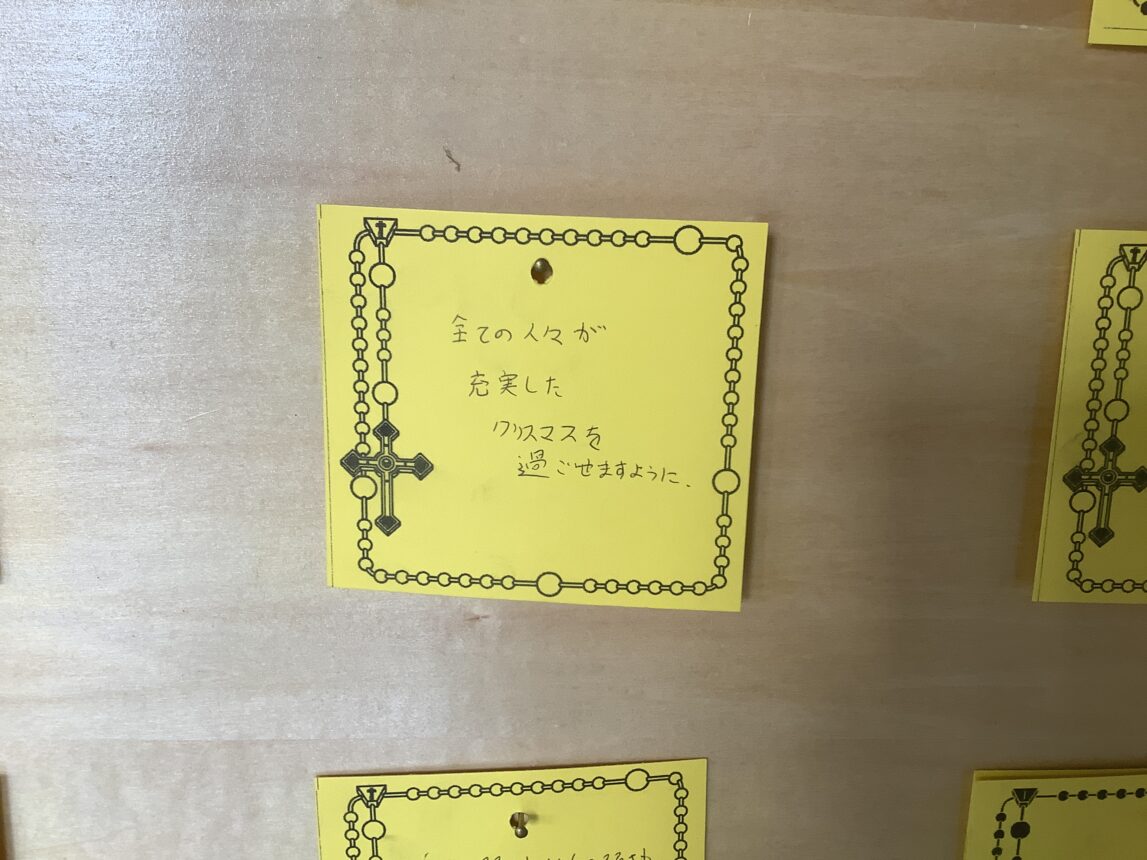 全ての人々が
充実した
クリスマスを
過ごせますように.